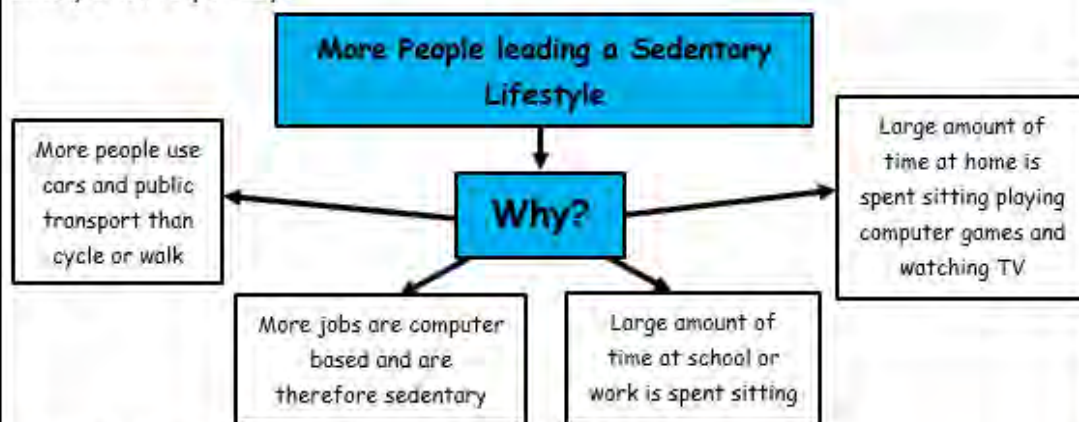 More People leading a Sedentary
Lifestyle
Why?
More people use
cars and public
transport than
cycle or walk
More jobs are computer
based and are
therefore sedentary
Large amount of
time at school or
work is spent sitting
Large amount of
time at home is
spent sitting playing
computer games and
watching TV